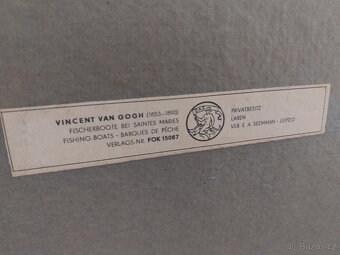 VINCENT VAN GOGH (1853-1890)
FISCHERBOOTE BEI SAINTES MARIES
FISHING-BOATS - BARQUES DE PÊCHE
VERLAGS-NR. FOK 15087
PRIVATBESITZ
LAREN
VEB E. A. SEEMANN - LEIPZIG